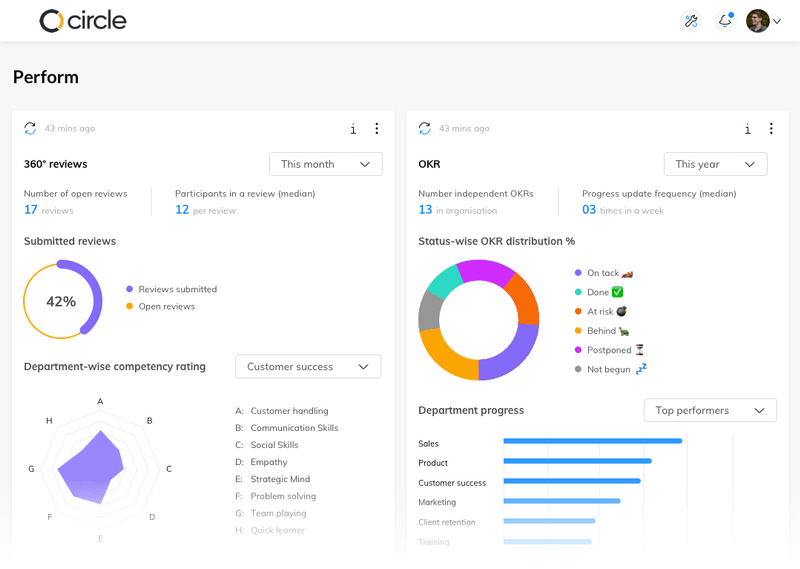 circle
Perform
43 mins ago
i
360° reviews
This month
Number of open reviews
17 reviews
Participants in a review (median)
12 per review
Submitted reviews
42%
Reviews submitted
Open reviews
Department-wise competency rating
Customer success
A
B
C
D
E
F
G
H
A: Customer handling
B: Communication Skills
C: Social Skills
D: Empathy
E: Strategic Mind
F: Problem solving
G: Team playing
H: Quick learner
43 mins ago
i
OKR
This year
Number independent OKRs
13 in organisation
Progress update frequency (median)
03 times in a week
Status-wise OKR distribution %
On tack 🏎️
Done ✅
At risk 💣
Behind 🐢
Postponed ⏳
Not begun 💤
Department progress
Top performers
Sales
Product
Customer success
Marketing
Client retention
Training